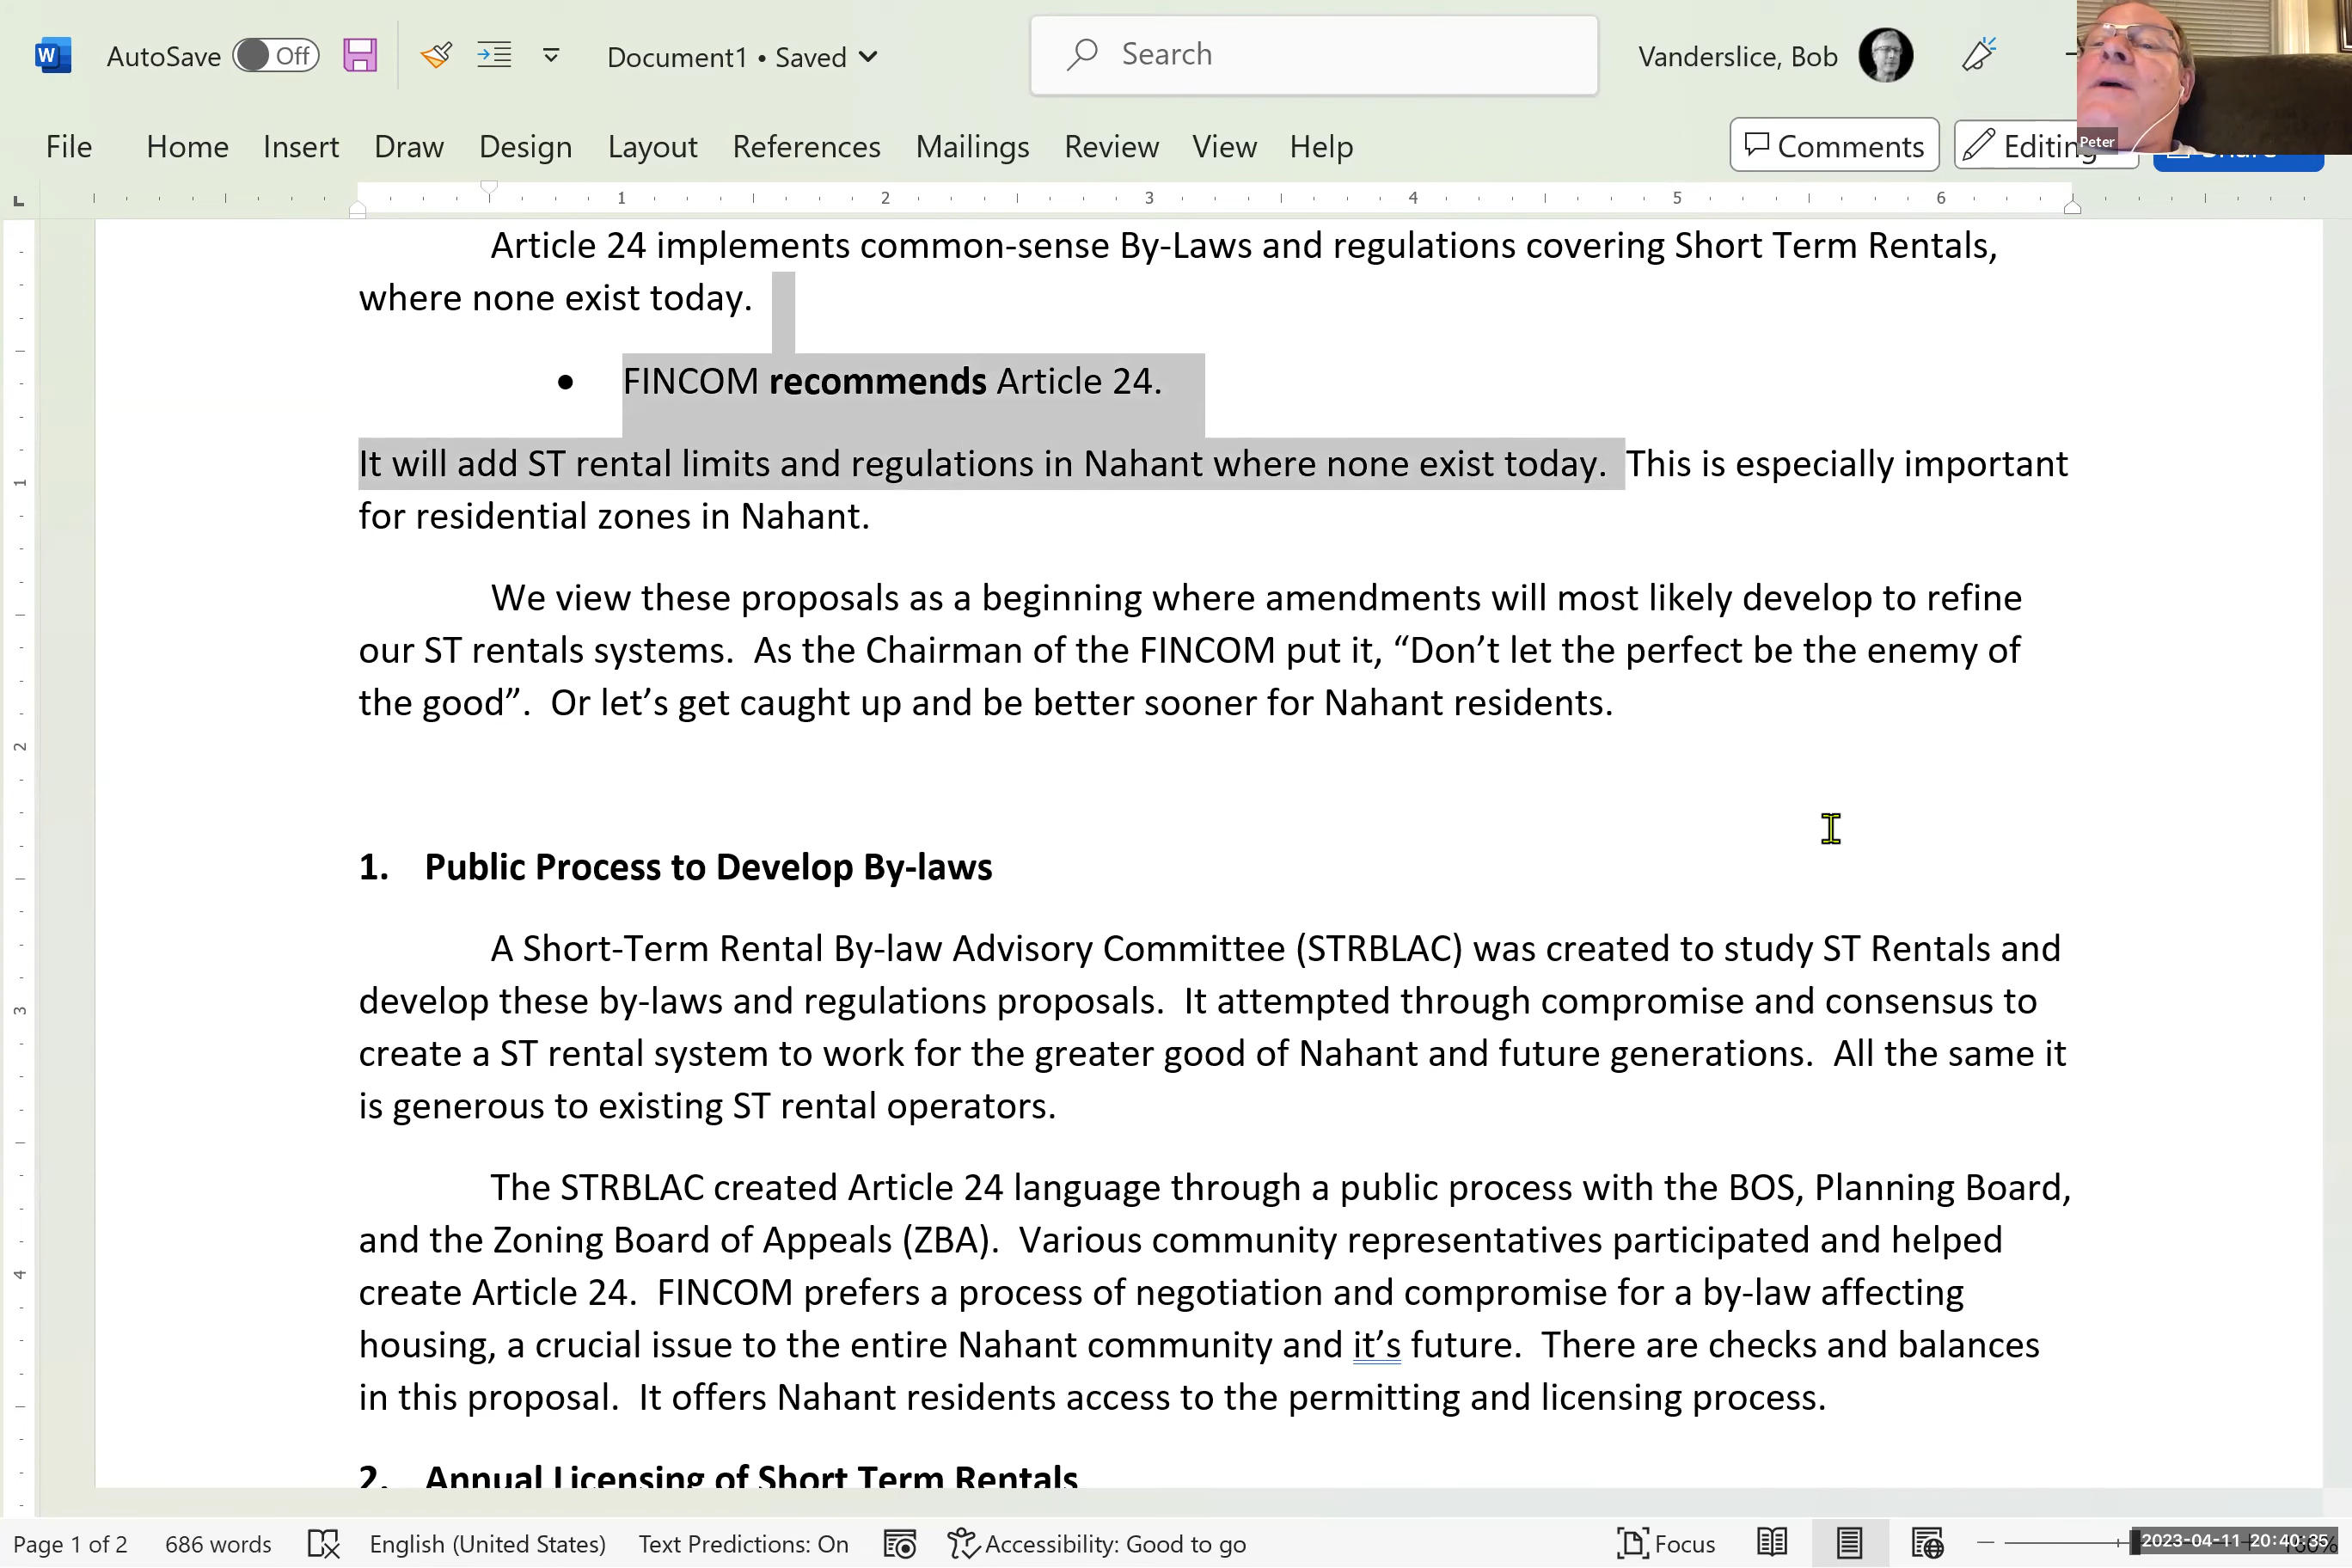 AutoSave Off Document1 • Saved Search Vanderslice, Bob
File Home Insert Draw Design Layout References Mailings Review View Help Comments Editing
Peter
1 2 3 4 5 6
Article 24 implements common-sense By-Laws and regulations covering Short Term Rentals,
where none exist today.
• FINCOM recommends Article 24.
It will add ST rental limits and regulations in Nahant where none exist today.  This is especially important
for residential zones in Nahant.
We view these proposals as a beginning where amendments will most likely develop to refine
our ST rentals systems.  As the Chairman of the FINCOM put it, “Don’t let the perfect be the enemy of
the good”.  Or let’s get caught up and be better sooner for Nahant residents.
1. Public Process to Develop By-laws
A Short-Term Rental By-law Advisory Committee (STRBLAC) was created to study ST Rentals and
develop these by-laws and regulations proposals.  It attempted through compromise and consensus to
create a ST rental system to work for the greater good of Nahant and future generations.  All the same it
is generous to existing ST rental operators.
The STRBLAC created Article 24 language through a public process with the BOS, Planning Board,
and the Zoning Board of Appeals (ZBA).  Various community representatives participated and helped
create Article 24.  FINCOM prefers a process of negotiation and compromise for a by-law affecting
housing, a crucial issue to the entire Nahant community and it’s future.  There are checks and balances
in this proposal.  It offers Nahant residents access to the permitting and licensing process.
2. Annual Licensing of Short Term Rentals
1
2
3
4
Page 1 of 2 686 words English (United States) Text Predictions: On Accessibility: Good to go Focus 2023-04-11 20:40:35